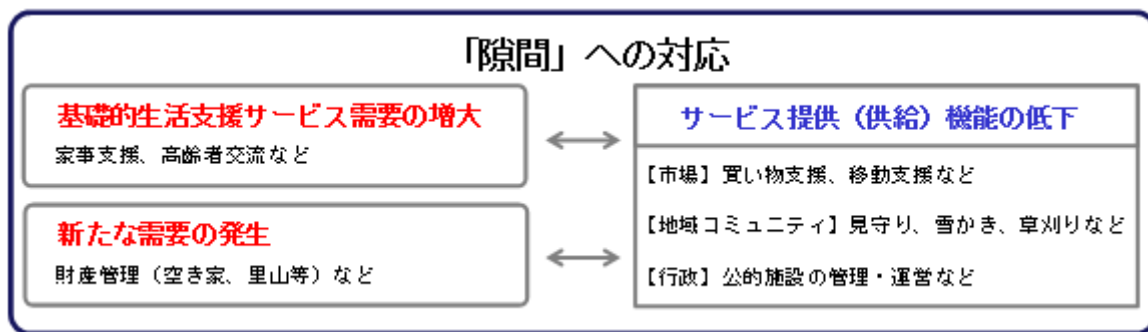 「隙間」への対応
基礎的生活支援サービス需要の増大
家事支援、高齢者交流など
新たな需要の発生
財産管理（空き家、里山等）など
サービス提供（供給）機能の低下
【市場】買い物支援、移動支援など
【地域コミュニティ】見守り、雪かき、草刈りなど
【行政】公的施設の管理・運営など